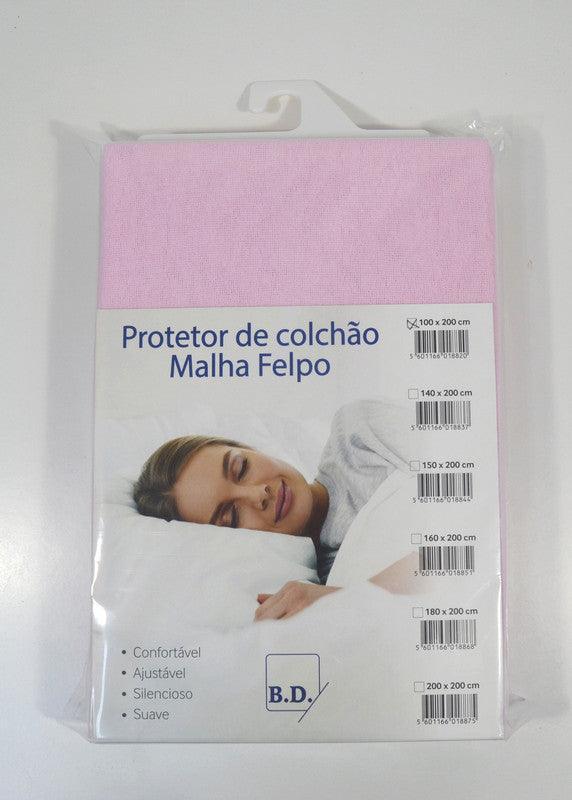 Protetor de colchão
Malha Felpo
100 x 200 cm
5 601166 018820
140 x 200 cm
5 601166 018837
150 x 200 cm
5 601166 018844
160 x 200 cm
5 601166 018851
180 x 200 cm
5 601166 018868
200 x 200 cm
5 601166 018875
• Confortável
• Ajustável
• Silencioso
• Suave
B.D.